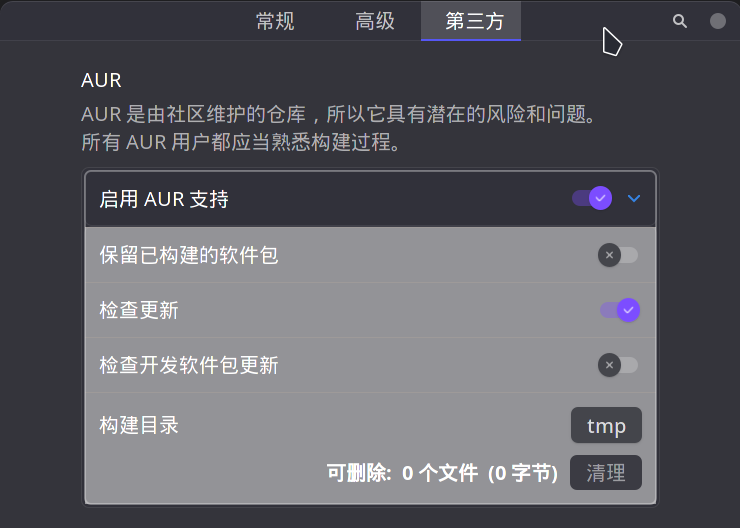 常规 高级 第三方
AUR
AUR 是由社区维护的仓库，所以它具有潜在的风险和问题。
所有 AUR 用户都应当熟悉构建过程。
启用 AUR 支持
保留已构建的软件包
检查更新
检查开发软件包更新
构建目录 tmp
可删除: 0 个文件 (0 字节) 清理